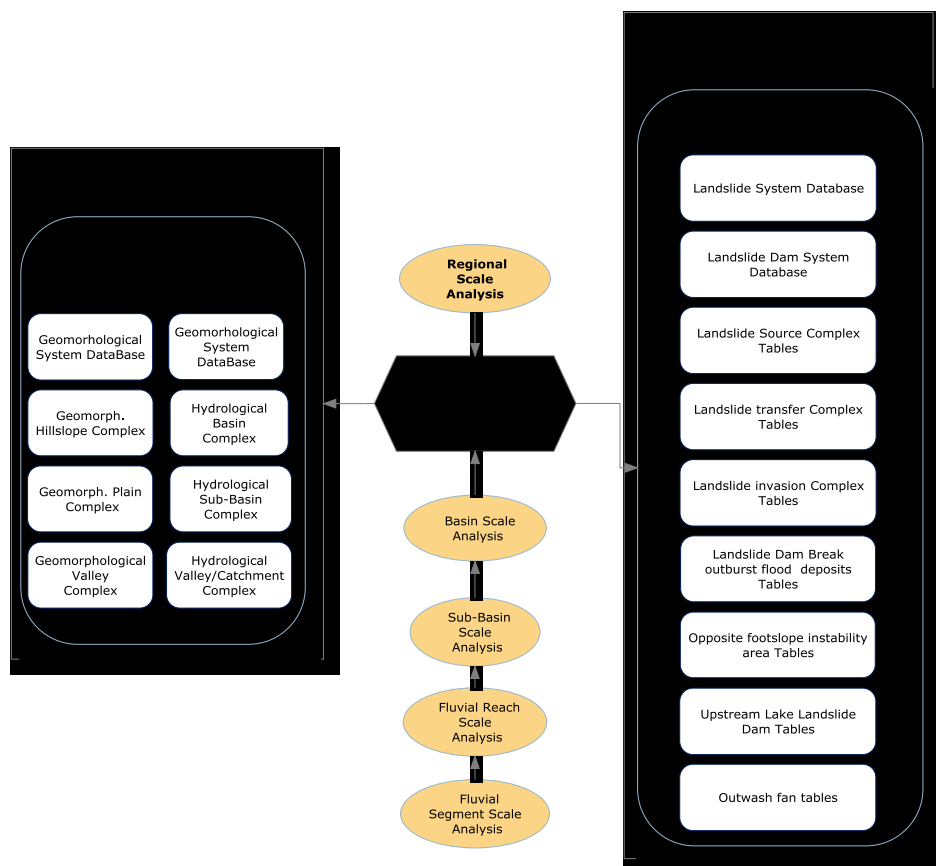 Geomorhological
System DataBase
Geomorhological
System
DataBase
Geomorph.
Hillslope Complex
Hydrological
Basin
Complex
Geomorph. Plain
Complex
Hydrological
Sub-Basin
Complex
Geomorphological
Valley
Complex
Hydrological
Valley/Catchment
Complex
Regional
Scale
Analysis
Basin Scale
Analysis
Sub-Basin
Scale
Analysis
Fluvial Reach
Scale
Analysis
Fluvial
Segment Scale
Analysis
Landslide System Database
Landslide Dam System
Database
Landslide Source Complex
Tables
Landslide transfer Complex
Tables
Landslide invasion Complex
Tables
Landslide Dam Break
outburst flood  deposits
Tables
Opposite footslope instability
area Tables
Upstream Lake Landslide
Dam Tables
Outwash fan tables